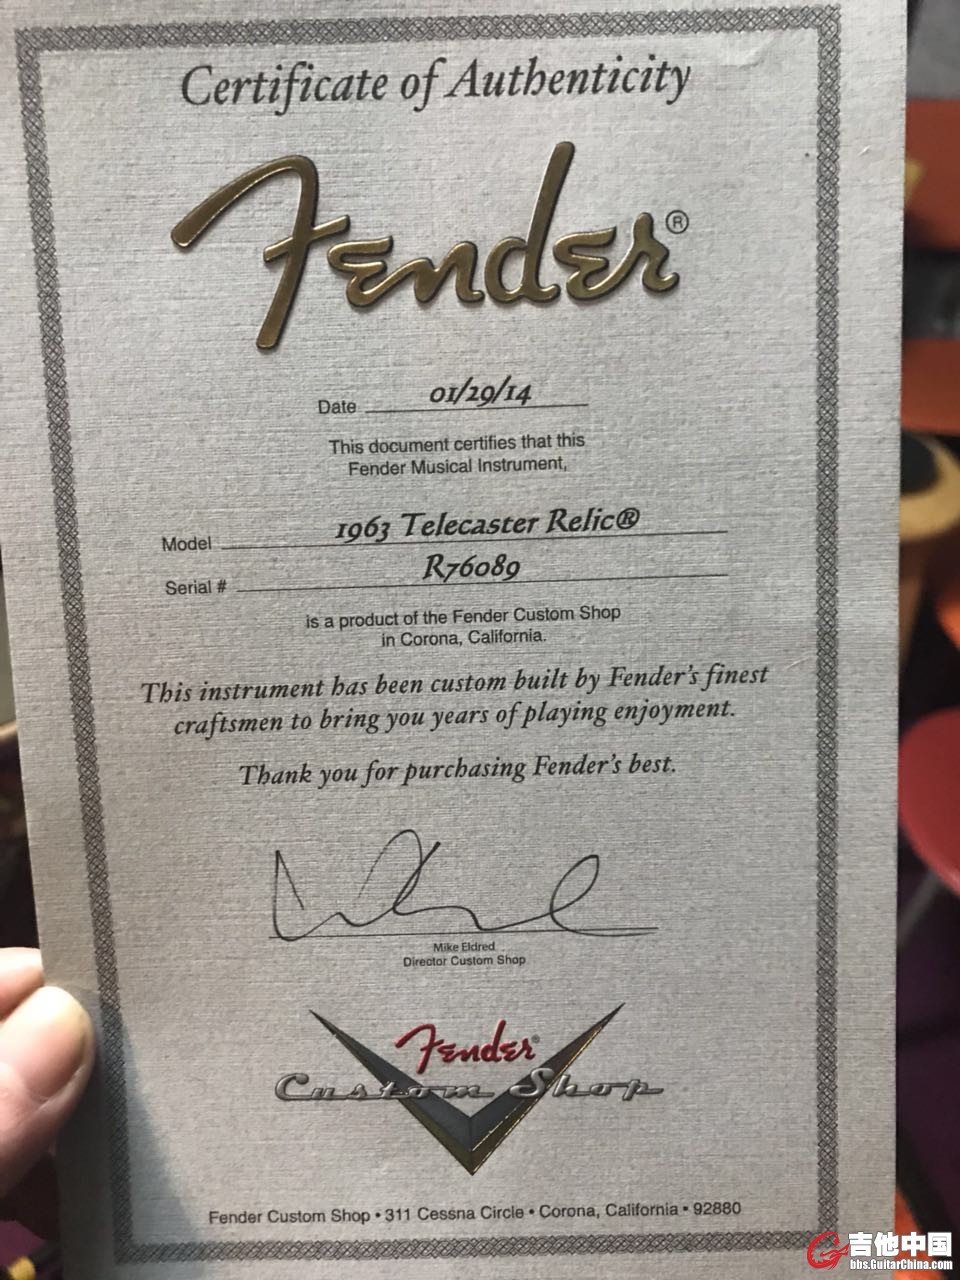 Certificate of Authenticity
Fender®
Date 01/29/14
This document certifies that this
Fender Musical Instrument,
Model 1963 Telecaster Relic®
Serial # R76089
is a product of the Fender Custom Shop
in Corona, California.
This instrument has been custom built by Fender's finest
craftsmen to bring you years of playing enjoyment.
Thank you for purchasing Fender's best.
Mike Eldred
Director Custom Shop
Fender®
Custom Shop
Fender Custom Shop • 311 Cessna Circle • Corona, California • 92880
吉他中国
bbs.GuitarChina.com